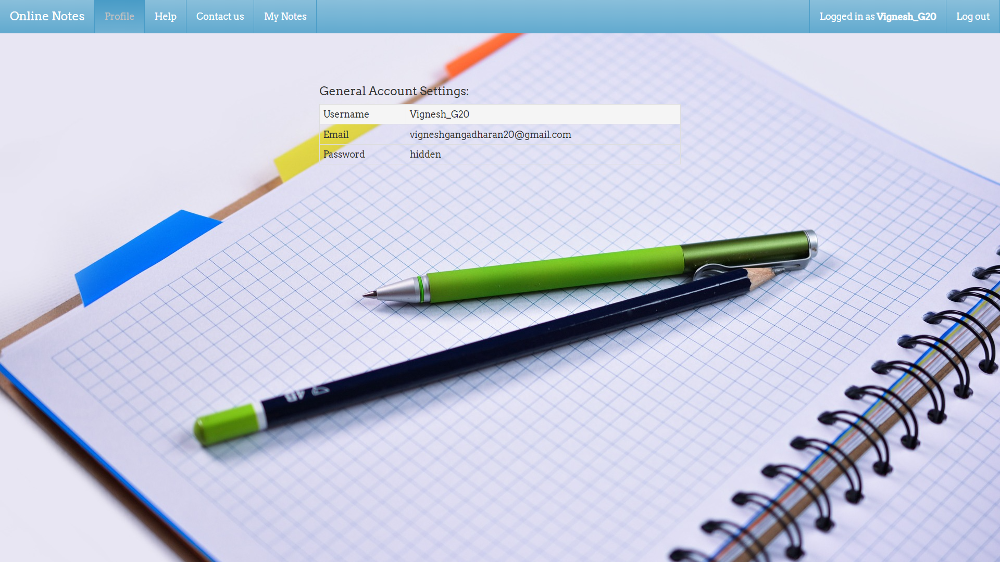 Online Notes Profile Help Contact us My Notes Logged in as Vignesh_G20 Log out
General Account Settings:
Username Vignesh_G20
Email vigneshgangadharan20@gmail.com
Password hidden
4B